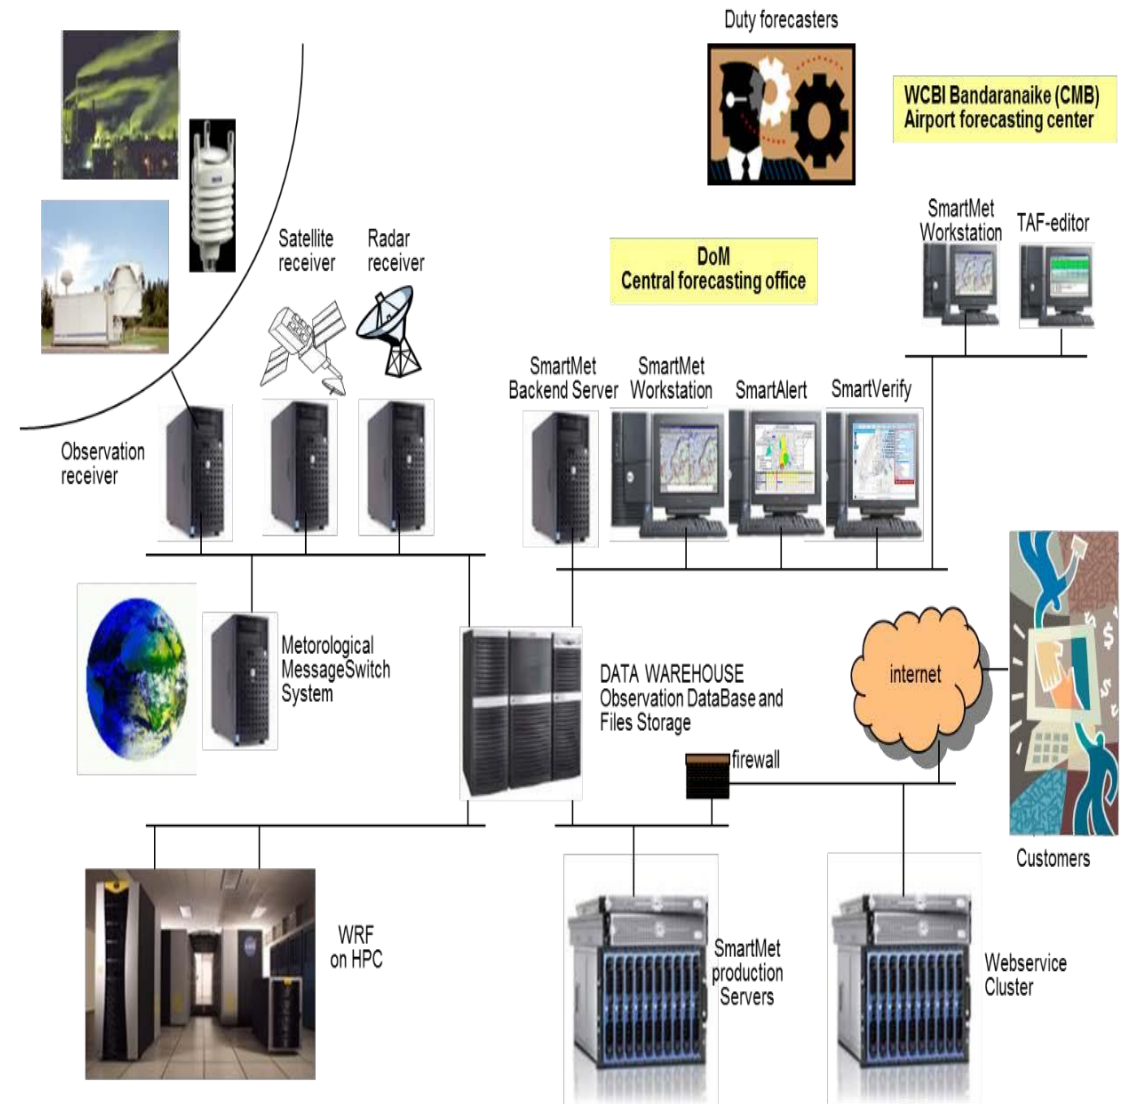 Duty forecasters
WCBI Bandaranaike (CMB)
Airport forecasting center
SmartMet
Workstation
TAF-editor
Satellite
receiver
Radar
receiver
DoM
Central forecasting office
SmartMet
Backend Server
SmartMet
Workstation
SmartAlert
SmartVerify
Observation
receiver
Metorological
MessageSwitch
System
DATA WAREHOUSE
Observation DataBase and
Files Storage
internet
firewall
Customers
WRF
on HPC
SmartMet
production
Servers
Webservice
Cluster